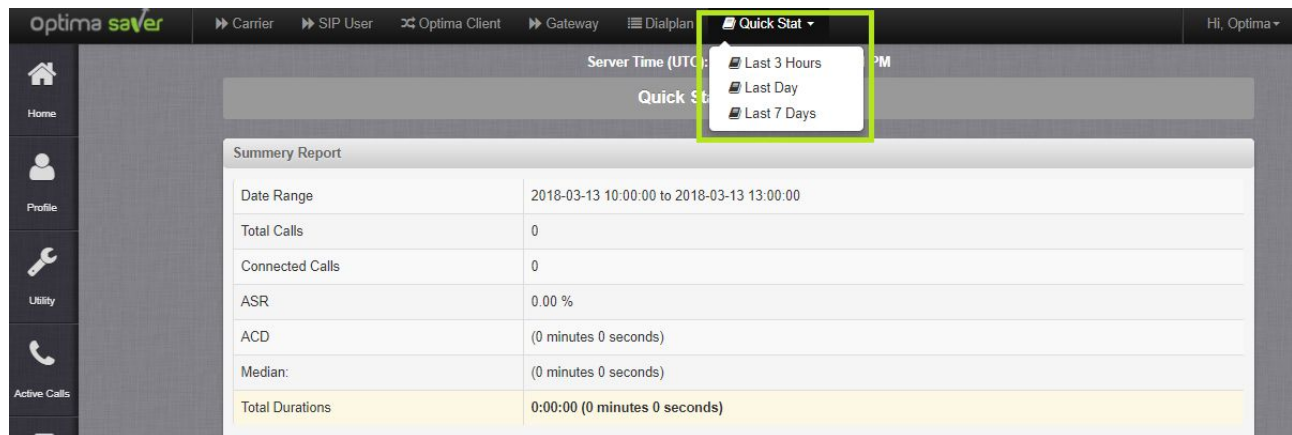 Optima saver Carrier SIP User Optima Client Gateway Dialplan Quick Stat Hi, Optima
Last 3 Hours
Last Day
Last 7 Days
Server Time (UTC): PM
Quick
Home
Profile
Utility
Active Calls
Summery Report
Date Range 2018-03-13 10:00:00 to 2018-03-13 13:00:00
Total Calls 0
Connected Calls 0
ASR 0.00 %
ACD (0 minutes 0 seconds)
Median: (0 minutes 0 seconds)
Total Durations 0:00:00 (0 minutes 0 seconds)